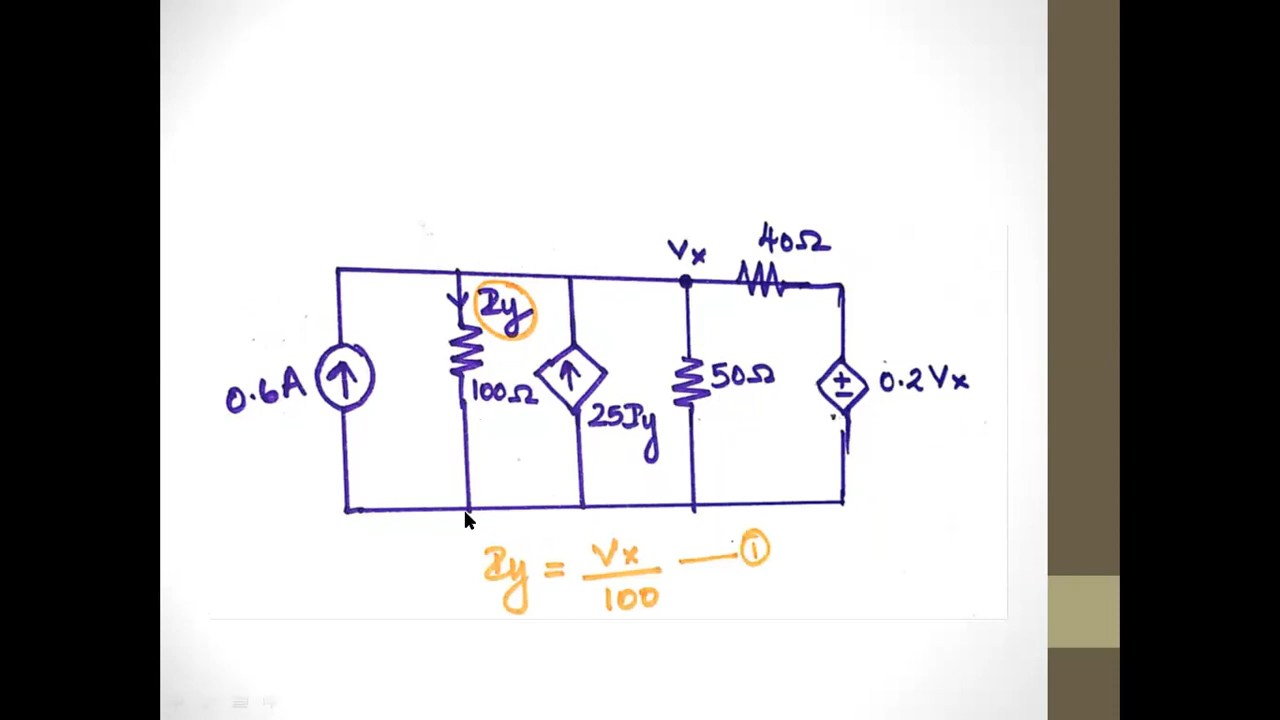 Vx
40Ω
Iy
0.6A
100Ω
25Iy
50Ω
+
-
0.2Vx
Iy = Vx/100 —— ①